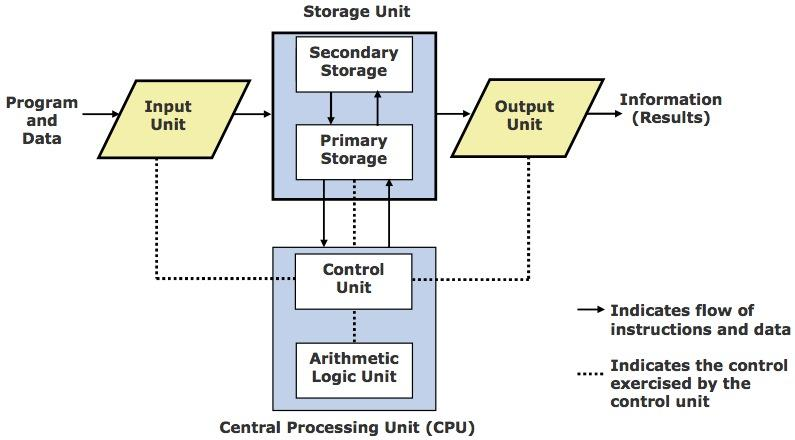 Storage Unit
Secondary
Storage
Program
and
Data
Input
Unit
Output
Unit
Information
(Results)
Primary
Storage
Control
Unit
Indicates flow of
instructions and data
Arithmetic
Logic Unit
Indicates the control
exercised by the
control unit
Central Processing Unit (CPU)